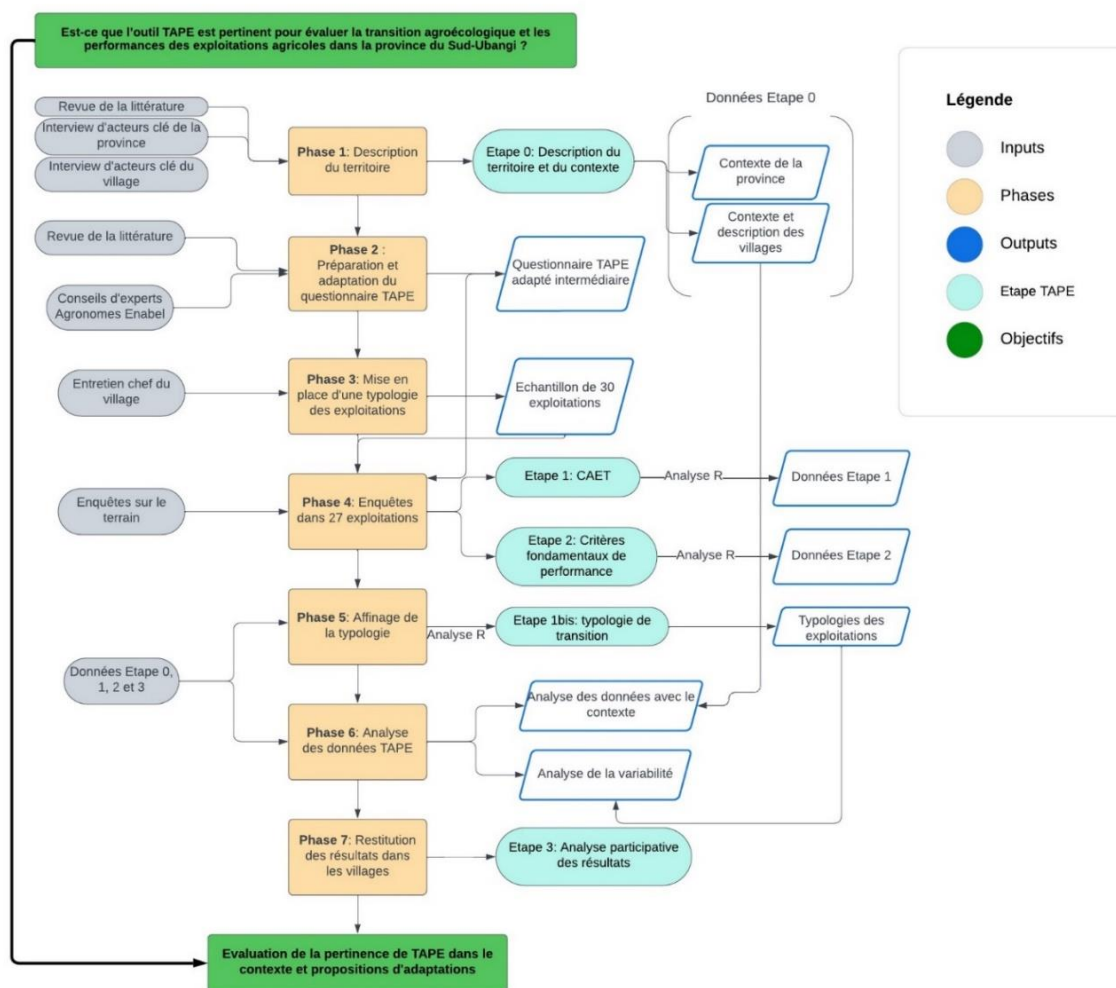 Est-ce que l'outil TAPE est pertinent pour évaluer la transition agroécologique et les
performances des exploitations agricoles dans la province du Sud-Ubangi ?
Revue de la littérature
Interview d'acteurs clé de la
province
Interview d'acteurs clé du
village
Phase 1: Description
du territoire
Etape 0: Description du
territoire et du contexte
Données Etape 0
Contexte de la
province
Contexte et
description des
villages
Revue de la littérature
Conseils d'experts
Agronomes Enabel
Phase 2 :
Préparation et
adaptation du
questionnaire TAPE
Questionnaire TAPE
adapté intermédiaire
Entretien chef du
village
Phase 3: Mise en
place d'une typologie
des exploitations
Echantillon de 30
exploitations
Enquêtes sur le
terrain
Phase 4: Enquêtes
dans 27 exploitations
Etape 1: CAET
Analyse R
Données Etape 1
Etape 2: Critères
fondamentaux de
performance
Analyse R
Données Etape 2
Phase 5: Affinage
de la typologie
Analyse R
Etape 1bis: typologie de
transition
Typologies des
exploitations
Données Etape 0,
1, 2 et 3
Phase 6: Analyse
des données TAPE
Analyse des données avec le
contexte
Analyse de la variabilité
Phase 7: Restitution
des résultats dans
les villages
Etape 3: Analyse participative
des résultats
Evaluation de la pertinence de TAPE dans le
contexte et propositions d'adaptations
Légende
Inputs
Phases
Outputs
Etape TAPE
Objectifs